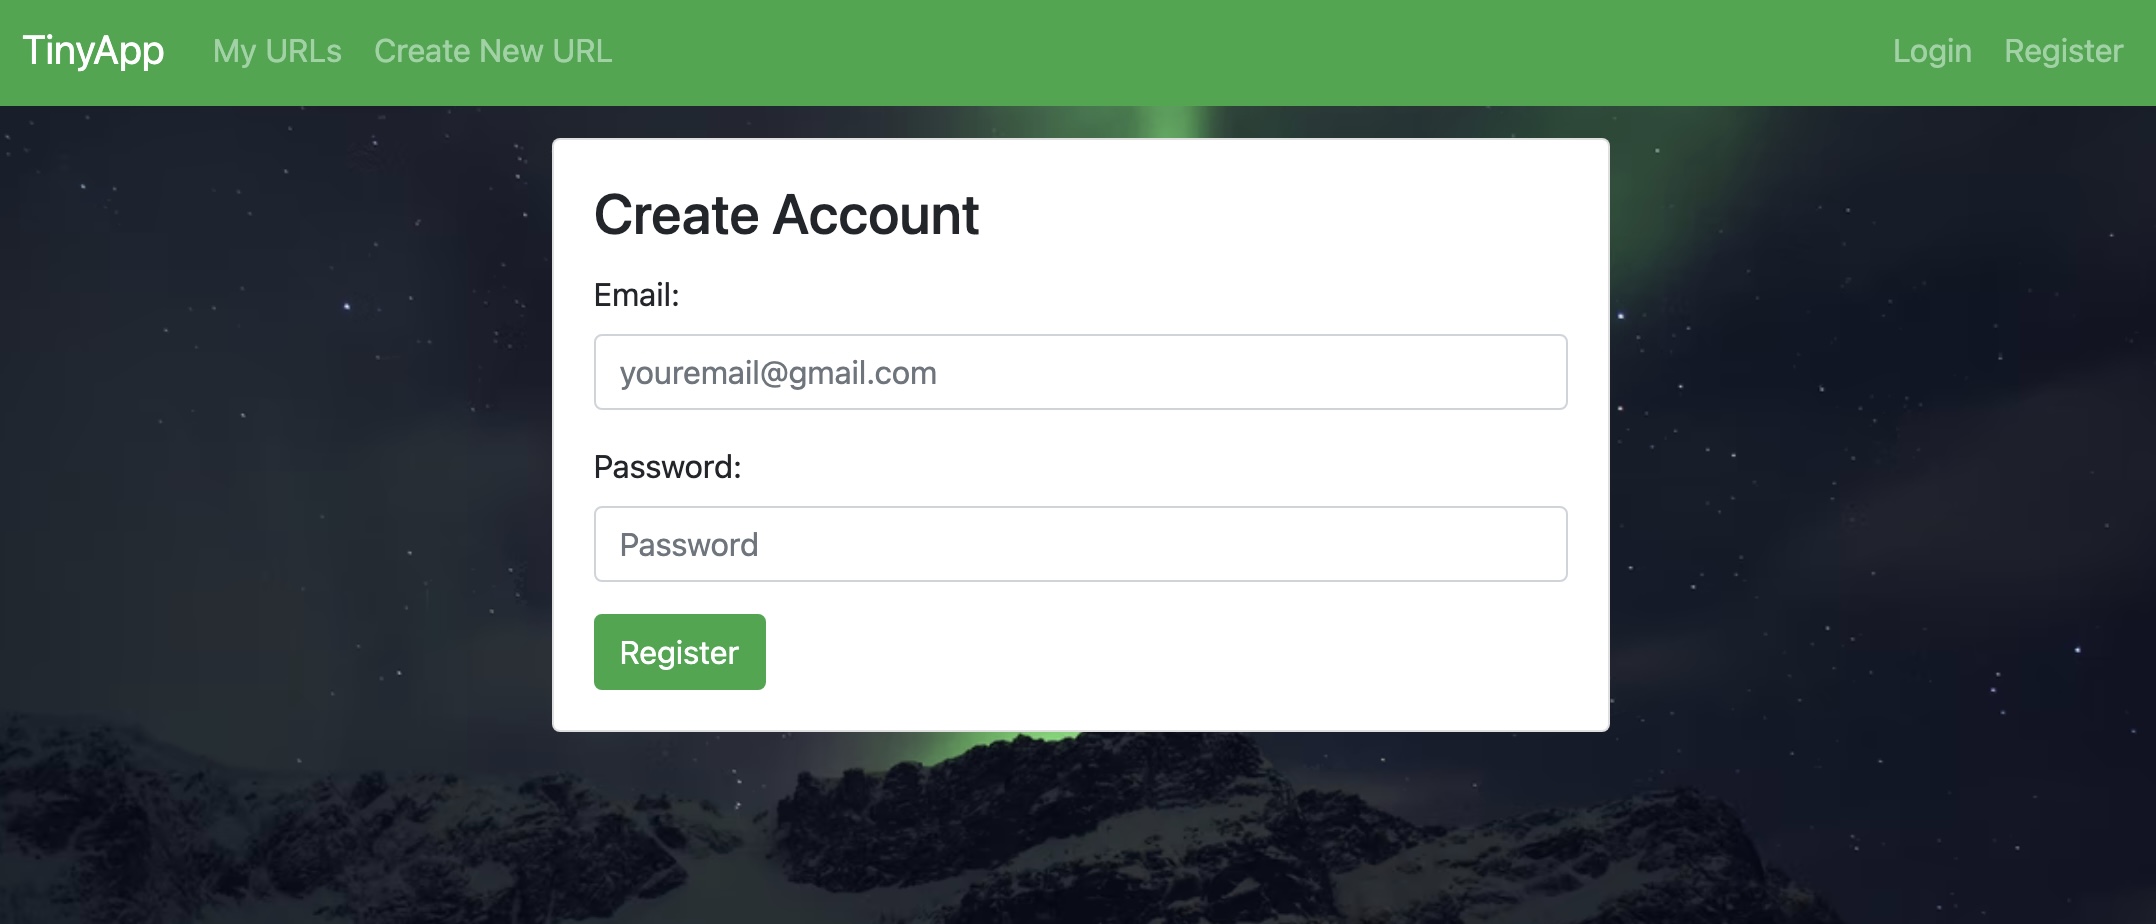 TinyApp My URLs Create New URL Login Register
Create Account
Email:
youremail@gmail.com
Password:
Password
Register